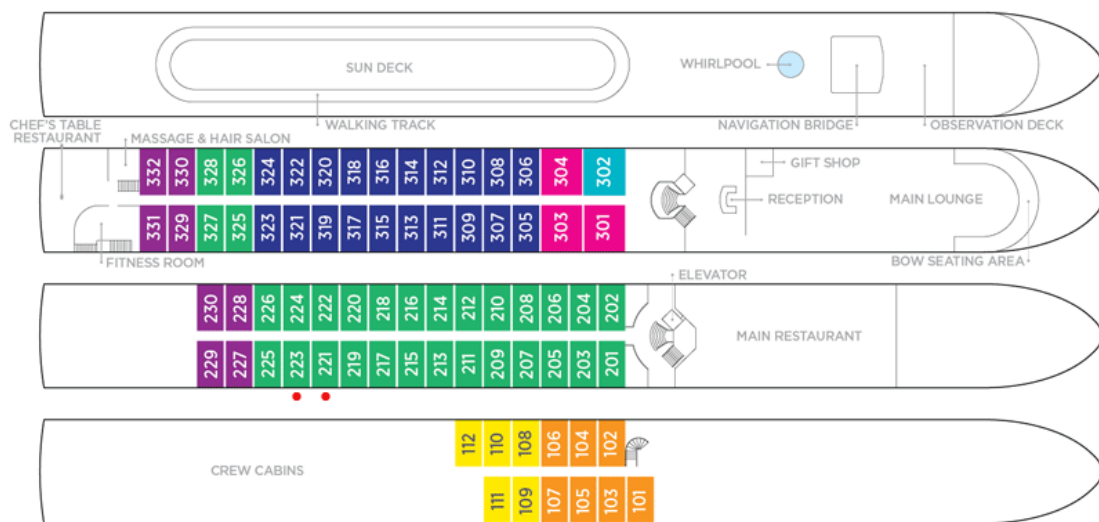 SUN DECK
WHIRLPOOL
CHEF'S TABLE
RESTAURANT
MASSAGE & HAIR SALON
WALKING TRACK
NAVIGATION BRIDGE
OBSERVATION DECK
332 330 328 326 324 322 320 318 316 314 312 310 308 306 304 302
GIFT SHOP
RECEPTION
MAIN LOUNGE
331 329 327 325 323 321 319 317 315 313 311 309 307 305 303 301
FITNESS ROOM
BOW SEATING AREA
ELEVATOR
230 228 226 224 222 220 218 216 214 212 210 208 206 204 202
MAIN RESTAURANT
229 227 225 223 221 219 217 215 213 211 209 207 205 203 201
112 110 108 106 104 102
CREW CABINS
111 109 107 105 103 101